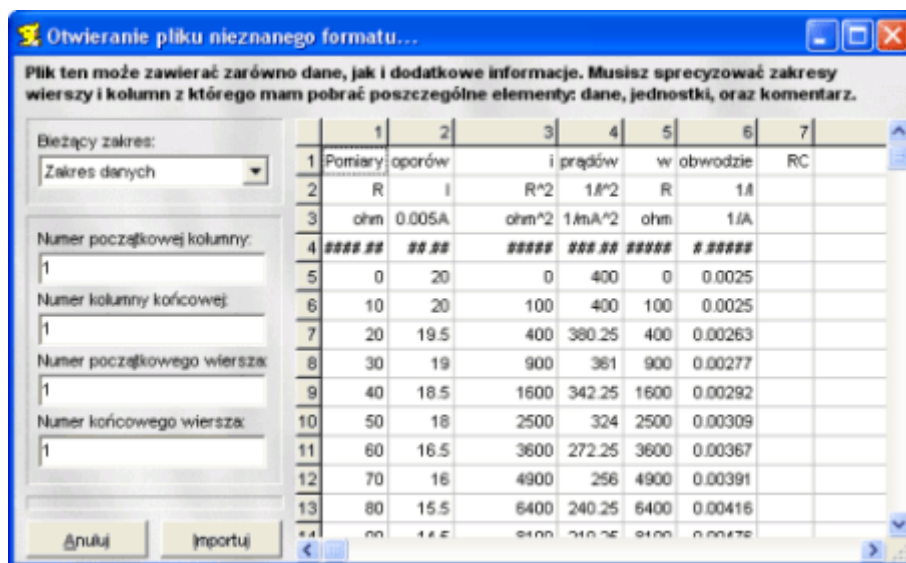 Otwieranie pliku nieznanego formatu...
Plik ten może zawierać zarówno dane, jak i dodatkowe informacje. Musisz sprecyzować zakresy
wierszy i kolumn z którego mam pobrać poszczególne elementy: dane, jednostki, oraz komentarz.
Bieżący zakres:
Zakres danych
Numer początkowej kolumny:
1
Numer kolumny końcowej:
1
Numer początkowego wiersza:
1
Numer końcowego wiersza:
1
Anuluj Importuj
1 2 3 4 5 6 7
1 Pomiary oporów i prądów w obwodzie RC
2 R I R^2 1/I^2 R 1/I
3 ohm 0.005A ohm^2 1/mA^2 ohm 1/A
4 ####.## ##.## ##### ###.## ##### #.#####
5 0 20 0 400 0 0.0025
6 10 20 100 400 100 0.0025
7 20 19.5 400 380.25 400 0.00263
8 30 19 900 361 900 0.00277
9 40 18.5 1600 342.25 1600 0.00292
10 50 18 2500 324 2500 0.00309
11 60 16.5 3600 272.25 3600 0.00367
12 70 16 4900 256 4900 0.00391
13 80 15.5 6400 240.25 6400 0.00416